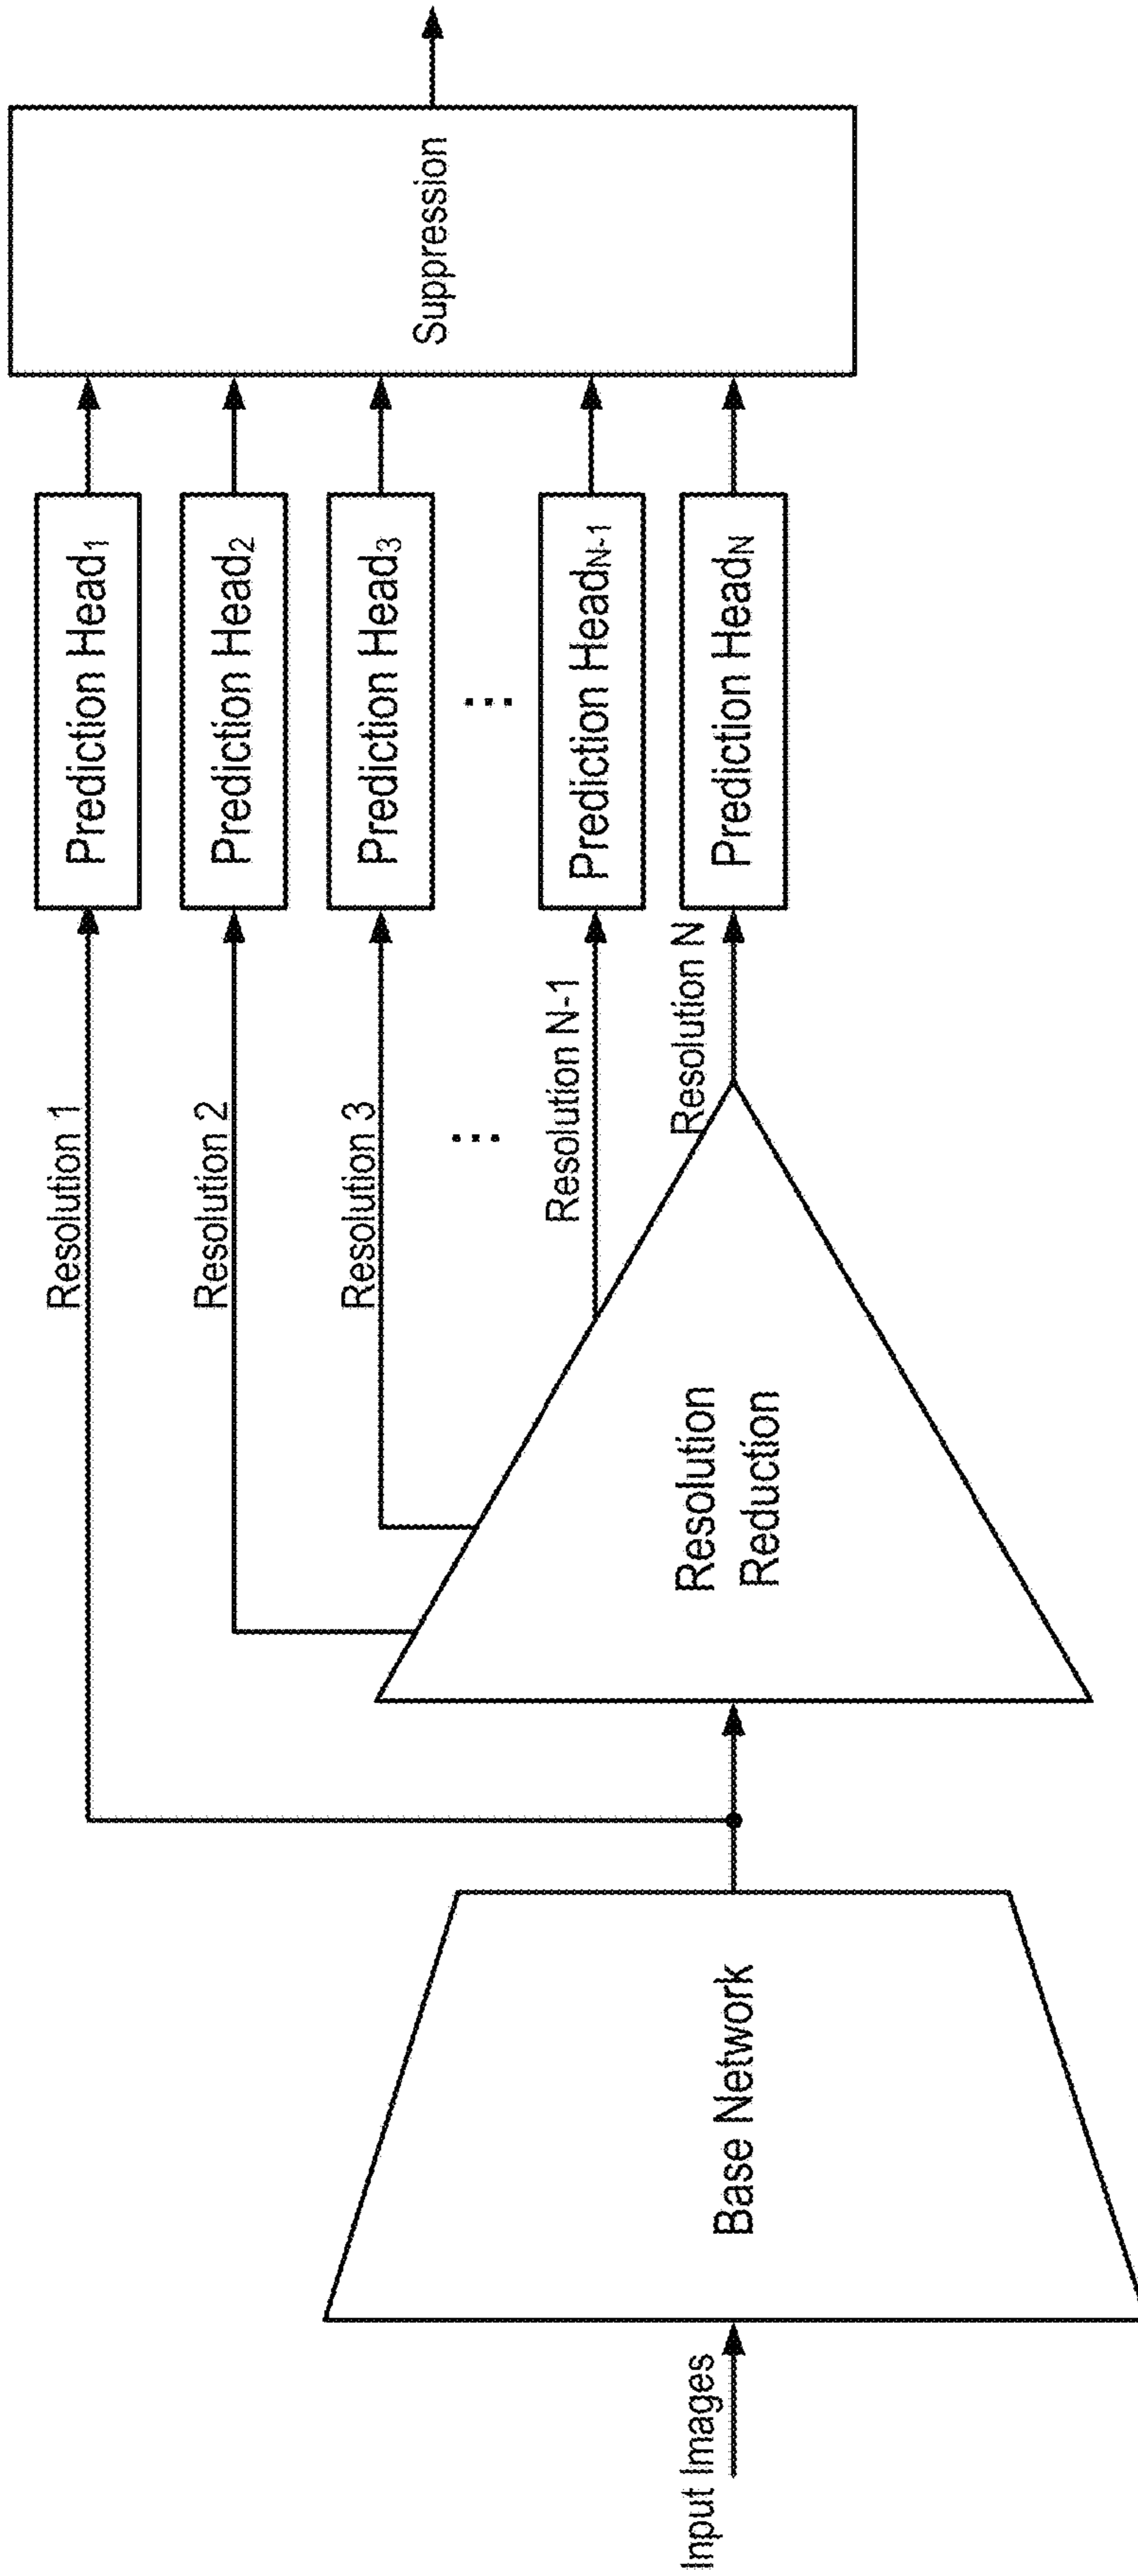 Input Images
Base Network
Resolution
Reduction
Resolution 1
Resolution 2
Resolution 3
...
Resolution N-1
Resolution N
Prediction Head1
Prediction Head2
Prediction Head3
...
Prediction HeadN-1
Prediction HeadN
Suppression